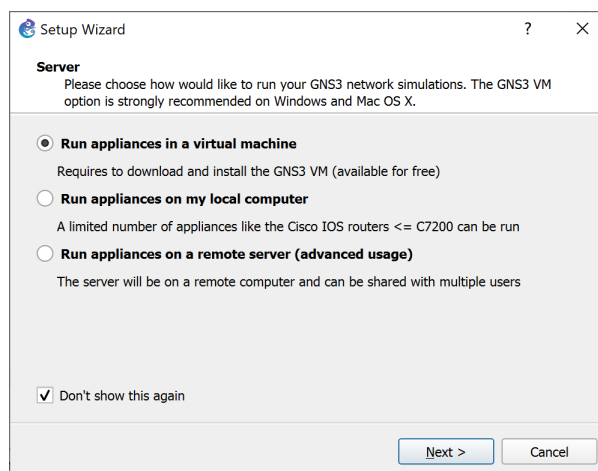 Setup Wizard
Server
Please choose how would like to run your GNS3 network simulations. The GNS3 VM
option is strongly recommended on Windows and Mac OS X.
Run appliances in a virtual machine
Requires to download and install the GNS3 VM (available for free)
Run appliances on my local computer
A limited number of appliances like the Cisco IOS routers <= C7200 can be run
Run appliances on a remote server (advanced usage)
The server will be on a remote computer and can be shared with multiple users
Don't show this again
Next > Cancel